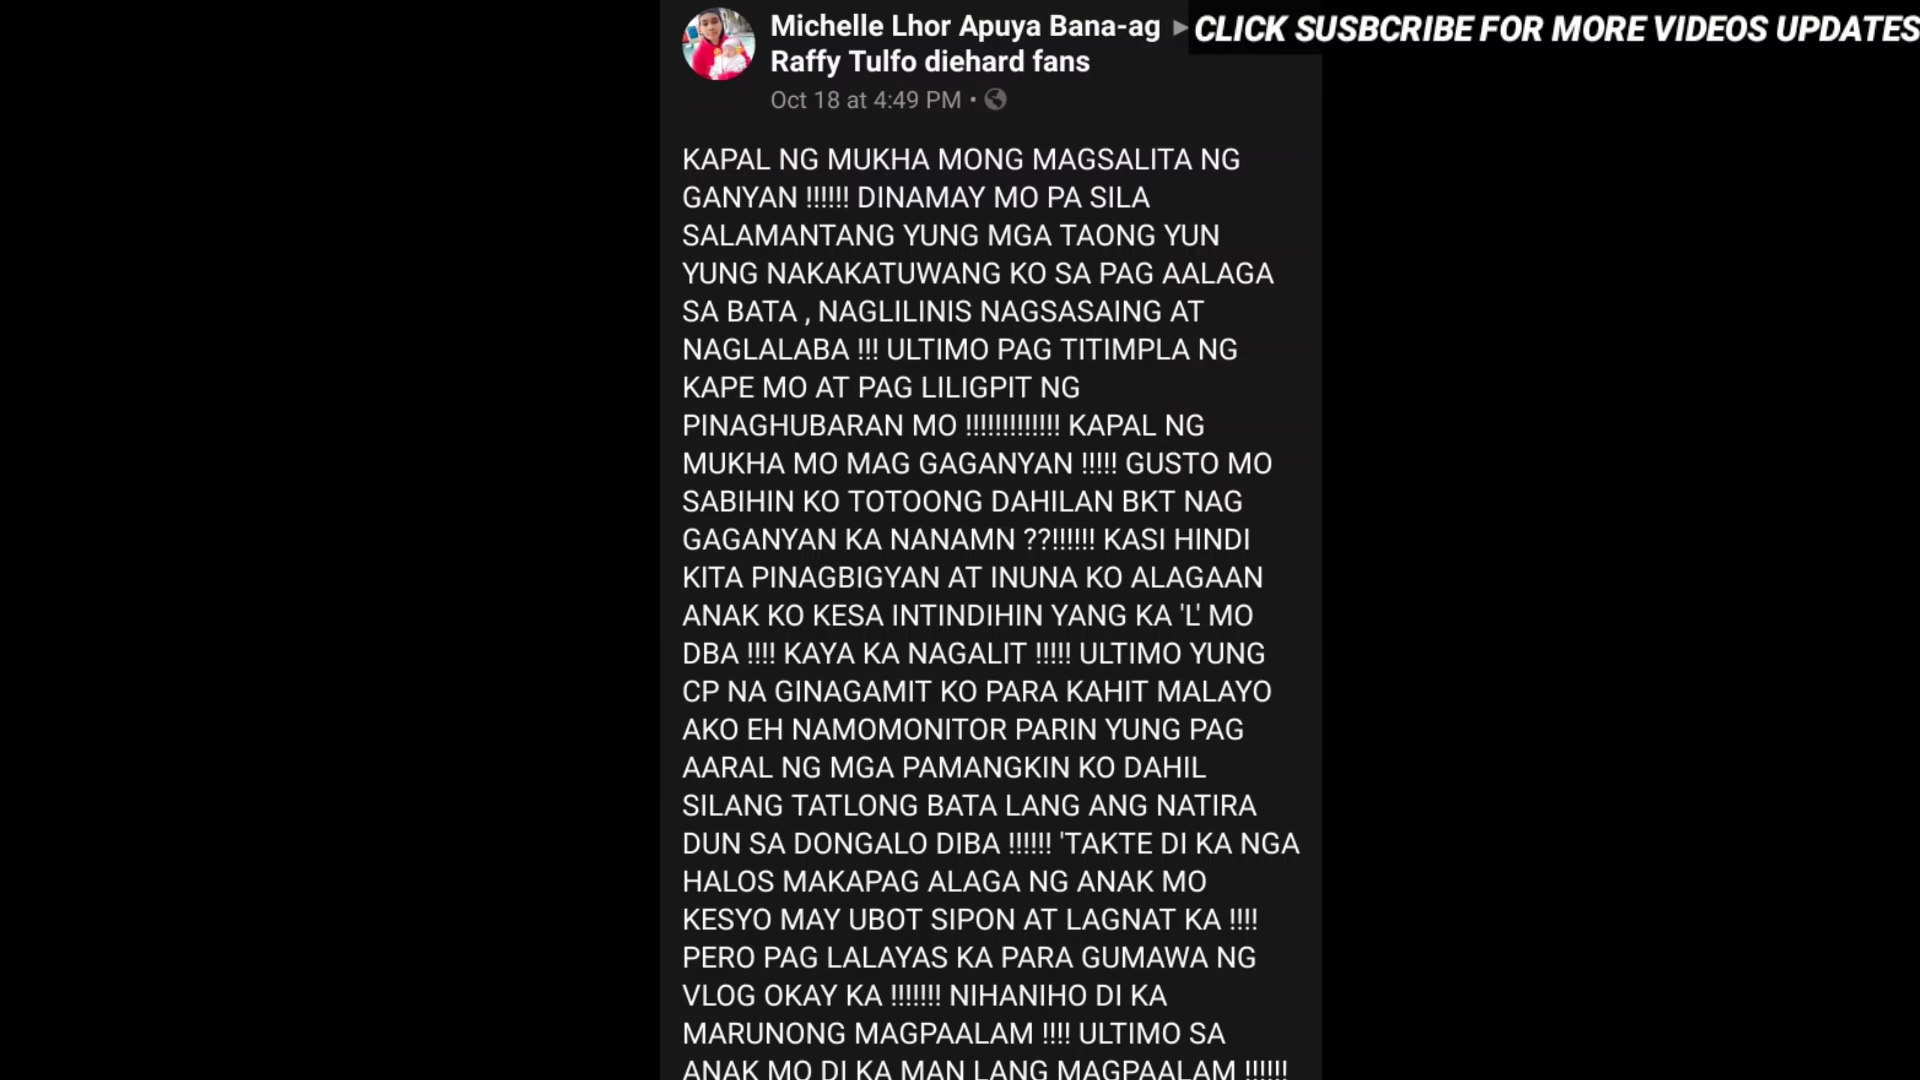 Michelle Lhor Apuya Bana-ag ▸
CLICK SUSBCRIBE FOR MORE VIDEOS UPDATES
Raffy Tulfo diehard fans
Oct 18 at 4:49 PM •
KAPAL NG MUKHA MONG MAGSALITA NG
GANYAN !!!!!! DINAMAY MO PA SILA
SALAMANTANG YUNG MGA TAONG YUN
YUNG NAKAKATUWANG KO SA PAG AALAGA
SA BATA , NAGLILINIS NAGSASAING AT
NAGLALABA !!! ULTIMO PAG TITIMPLA NG
KAPE MO AT PAG LILIGPIT NG
PINAGHUBARAN MO !!!!!!!!!!!!! KAPAL NG
MUKHA MO MAG GAGANYAN !!!!! GUSTO MO
SABIHIN KO TOTOONG DAHILAN BKT NAG
GAGANYAN KA NANAMN ??!!!!!! KASI HINDI
KITA PINAGBIGYAN AT INUNA KO ALAGAAN
ANAK KO KESA INTINDIHIN YANG KA 'L' MO
DBA !!!! KAYA KA NAGALIT !!!!! ULTIMO YUNG
CP NA GINAGAMIT KO PARA KAHIT MALAYO
AKO EH NAMOMONITOR PARIN YUNG PAG
AARAL NG MGA PAMANGKIN KO DAHIL
SILANG TATLONG BATA LANG ANG NATIRA
DUN SA DONGALO DIBA !!!!!! 'TAKTE DI KA NGA
HALOS MAKAPAG ALAGA NG ANAK MO
KESYO MAY UBOT SIPON AT LAGNAT KA !!!!
PERO PAG LALAYAS KA PARA GUMAWA NG
VLOG OKAY KA !!!!!!! NIHANIHO DI KA
MARUNONG MAGPAALAM !!!! ULTIMO SA
ANAK MO DI KA MAN LANG MAGPAALAM !!!!!!